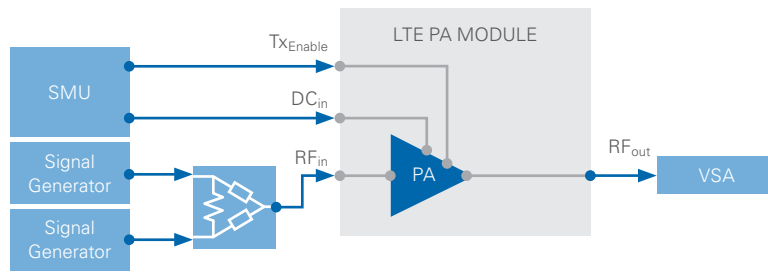 LTE PA MODULE
TxEnable
SMU
DCin
Signal
Generator
RFin
PA
RFout
VSA
Signal
Generator